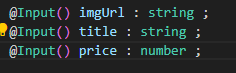 @Input() imgUrl : string ;
@Input() title : string ;
@Input() price : number ;